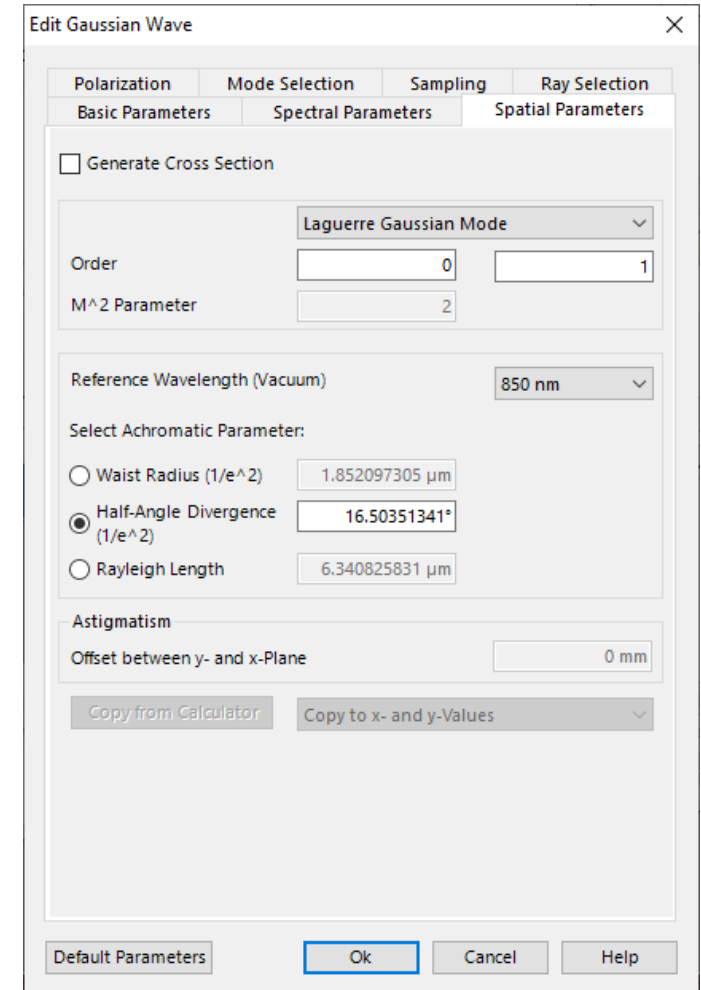 Edit Gaussian Wave
Polarization Mode Selection Sampling Ray Selection
Basic Parameters Spectral Parameters Spatial Parameters
Generate Cross Section
Laguerre Gaussian Mode
Order 0 1
M^2 Parameter 2
Reference Wavelength (Vacuum) 850 nm
Select Achromatic Parameter:
Waist Radius (1/e^2) 1.852097305 µm
Half-Angle Divergence
(1/e^2) 16.50351341°
Rayleigh Length 6.340825831 µm
Astigmatism
Offset between y- and x-Plane 0 mm
Copy from Calculator Copy to x- and y-Values
Default Parameters Ok Cancel Help